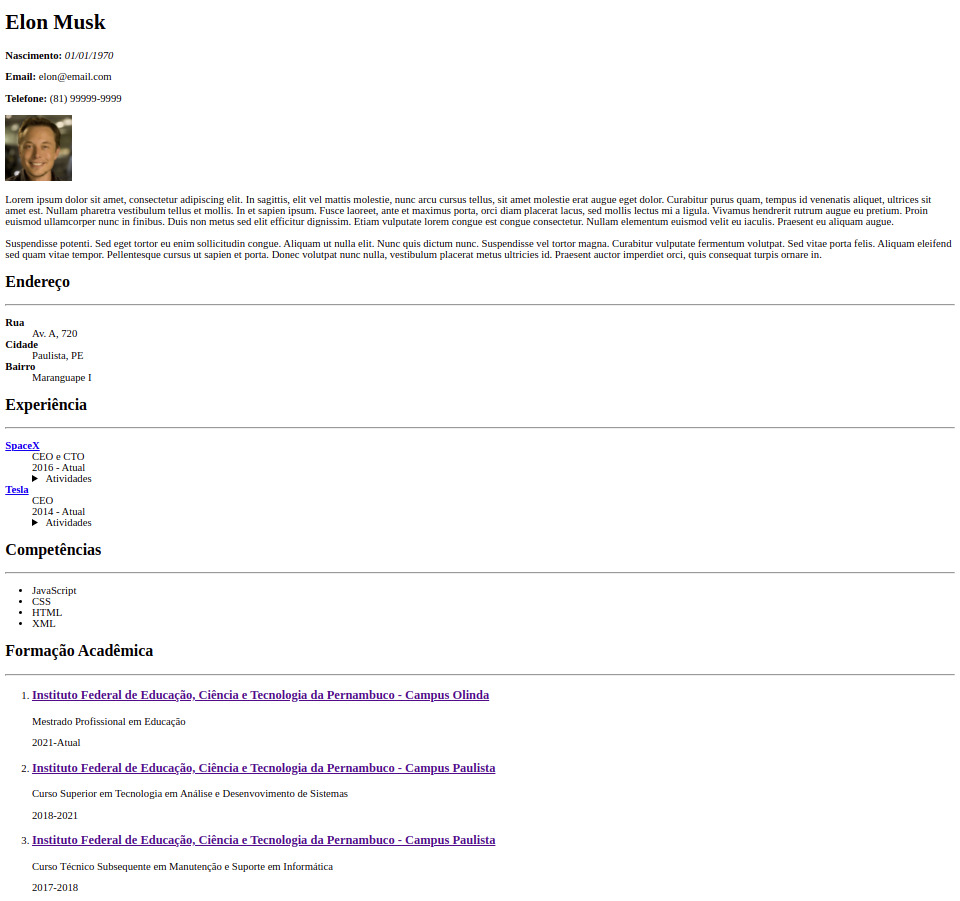 Elon Musk
Nascimento: 01/01/1970
Email: elon@email.com
Telefone: (81) 99999-9999
Lorem ipsum dolor sit amet, consectetur adipiscing elit. In sagittis, elit vel mattis molestie, nunc arcu cursus tellus, sit amet molestie erat augue eget dolor. Curabitur purus quam, tempus id venenatis aliquet, ultrices sit
amet est. Nullam pharetra vestibulum tellus et mollis. In et sapien ipsum. Fusce laoreet, ante et maximus porta, orci diam placerat lacus, sed mollis lectus mi a ligula. Vivamus hendrerit rutrum augue eu pretium. Proin
euismod ullamcorper nunc in finibus. Duis non metus sed elit efficitur dignissim. Etiam vulputate lorem congue est congue consectetur. Nullam elementum euismod velit eu iaculis. Praesent eu aliquam augue.
Suspendisse potenti. Sed eget tortor eu enim sollicitudin congue. Aliquam ut nulla elit. Nunc quis dictum nunc. Suspendisse vel tortor magna. Curabitur vulputate fermentum volutpat. Sed vitae porta felis. Aliquam eleifend
sed quam vitae tempor. Pellentesque cursus ut sapien et porta. Donec volutpat nunc nulla, vestibulum placerat metus ultricies id. Praesent auctor imperdiet orci, quis consequat turpis ornare in.
Endereço
Rua
Av. A, 720
Cidade
Paulista, PE
Bairro
Maranguape I
Experiência
SpaceX
CEO e CTO
2016 - Atual
Atividades
Tesla
CEO
2014 - Atual
Atividades
Competências
JavaScript
CSS
HTML
XML
Formação Acadêmica
1. Instituto Federal de Educação, Ciência e Tecnologia da Pernambuco - Campus Olinda
Mestrado Profissional em Educação
2021-Atual
2. Instituto Federal de Educação, Ciência e Tecnologia da Pernambuco - Campus Paulista
Curso Superior em Tecnologia em Análise e Desenvovimento de Sistemas
2018-2021
3. Instituto Federal de Educação, Ciência e Tecnologia da Pernambuco - Campus Paulista
Curso Técnico Subsequente em Manutenção e Suporte em Informática
2017-2018